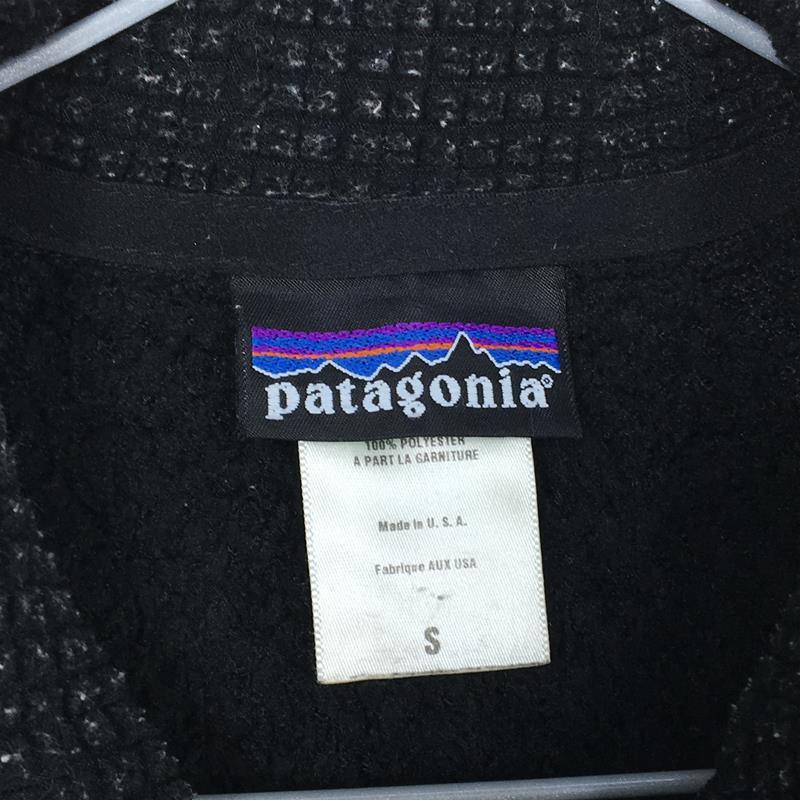 patagonia®
100% POLYESTER
A PART LA GARNITURE
Made in U. S. A.
Fabrique AUX USA
S